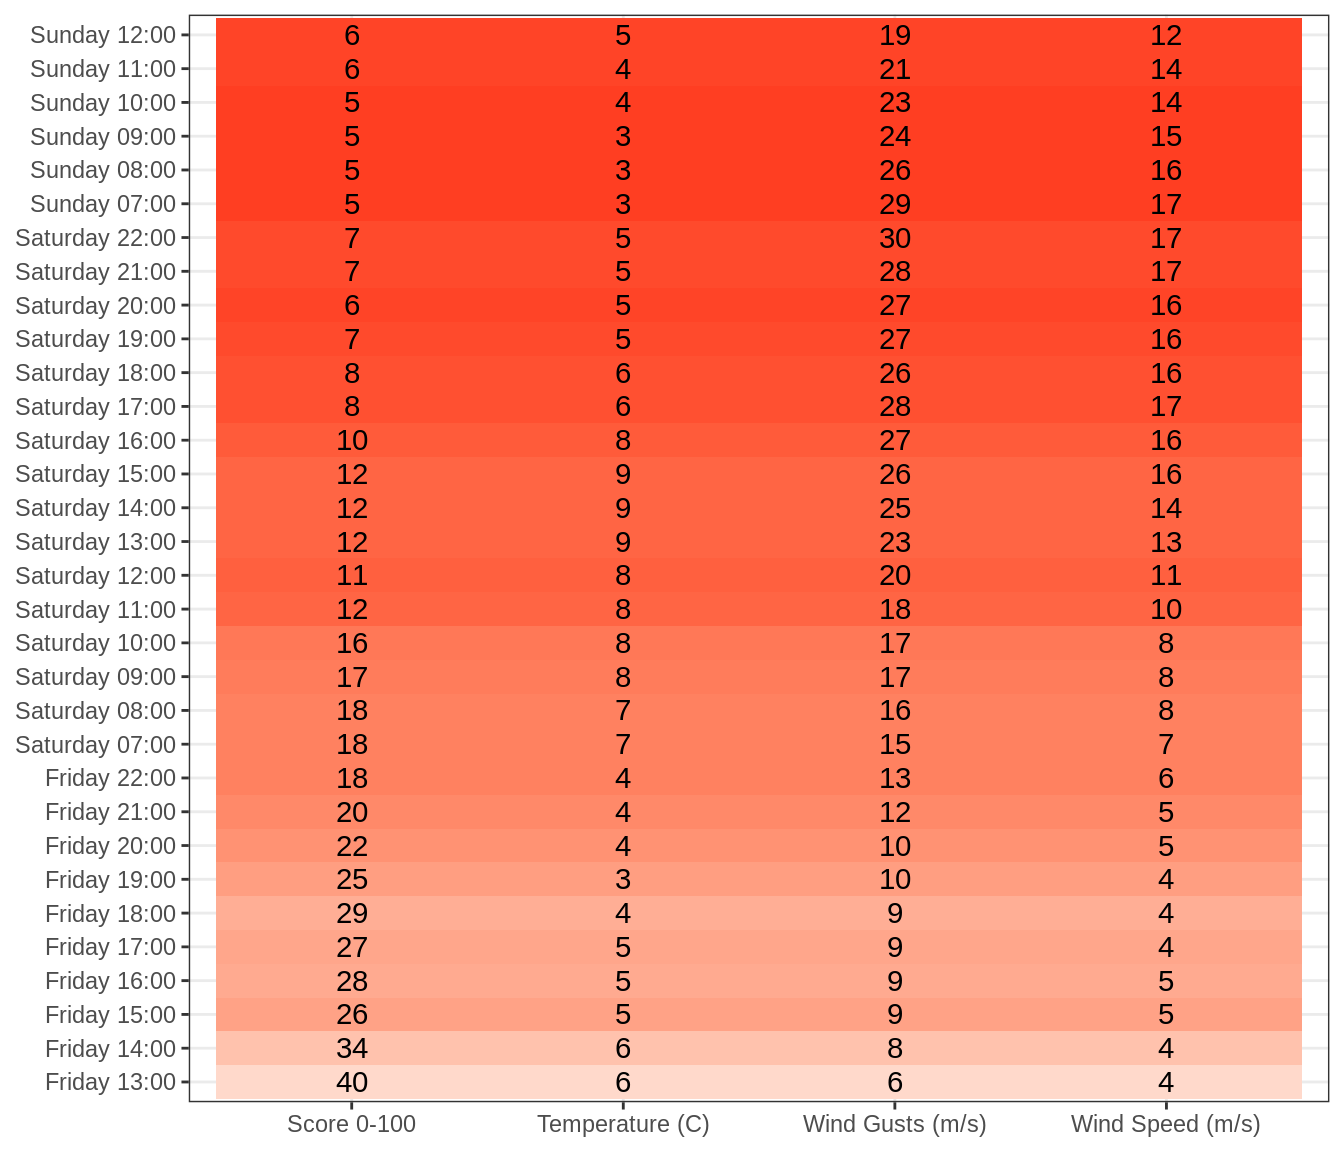 Sunday 12:00 6 5 19 12
Sunday 11:00 6 4 21 14
Sunday 10:00 5 4 23 14
Sunday 09:00 5 3 24 15
Sunday 08:00 5 3 26 16
Sunday 07:00 5 3 29 17
Saturday 22:00 7 5 30 17
Saturday 21:00 7 5 28 17
Saturday 20:00 6 5 27 16
Saturday 19:00 7 5 27 16
Saturday 18:00 8 6 26 16
Saturday 17:00 8 6 28 17
Saturday 16:00 10 8 27 16
Saturday 15:00 12 9 26 16
Saturday 14:00 12 9 25 14
Saturday 13:00 12 9 23 13
Saturday 12:00 11 8 20 11
Saturday 11:00 12 8 18 10
Saturday 10:00 16 8 17 8
Saturday 09:00 17 8 17 8
Saturday 08:00 18 7 16 8
Saturday 07:00 18 7 15 7
Friday 22:00 18 4 13 6
Friday 21:00 20 4 12 5
Friday 20:00 22 4 10 5
Friday 19:00 25 3 10 4
Friday 18:00 29 4 9 4
Friday 17:00 27 5 9 4
Friday 16:00 28 5 9 5
Friday 15:00 26 5 9 5
Friday 14:00 34 6 8 4
Friday 13:00 40 6 6 4
Score 0-100 Temperature (C) Wind Gusts (m/s) Wind Speed (m/s)